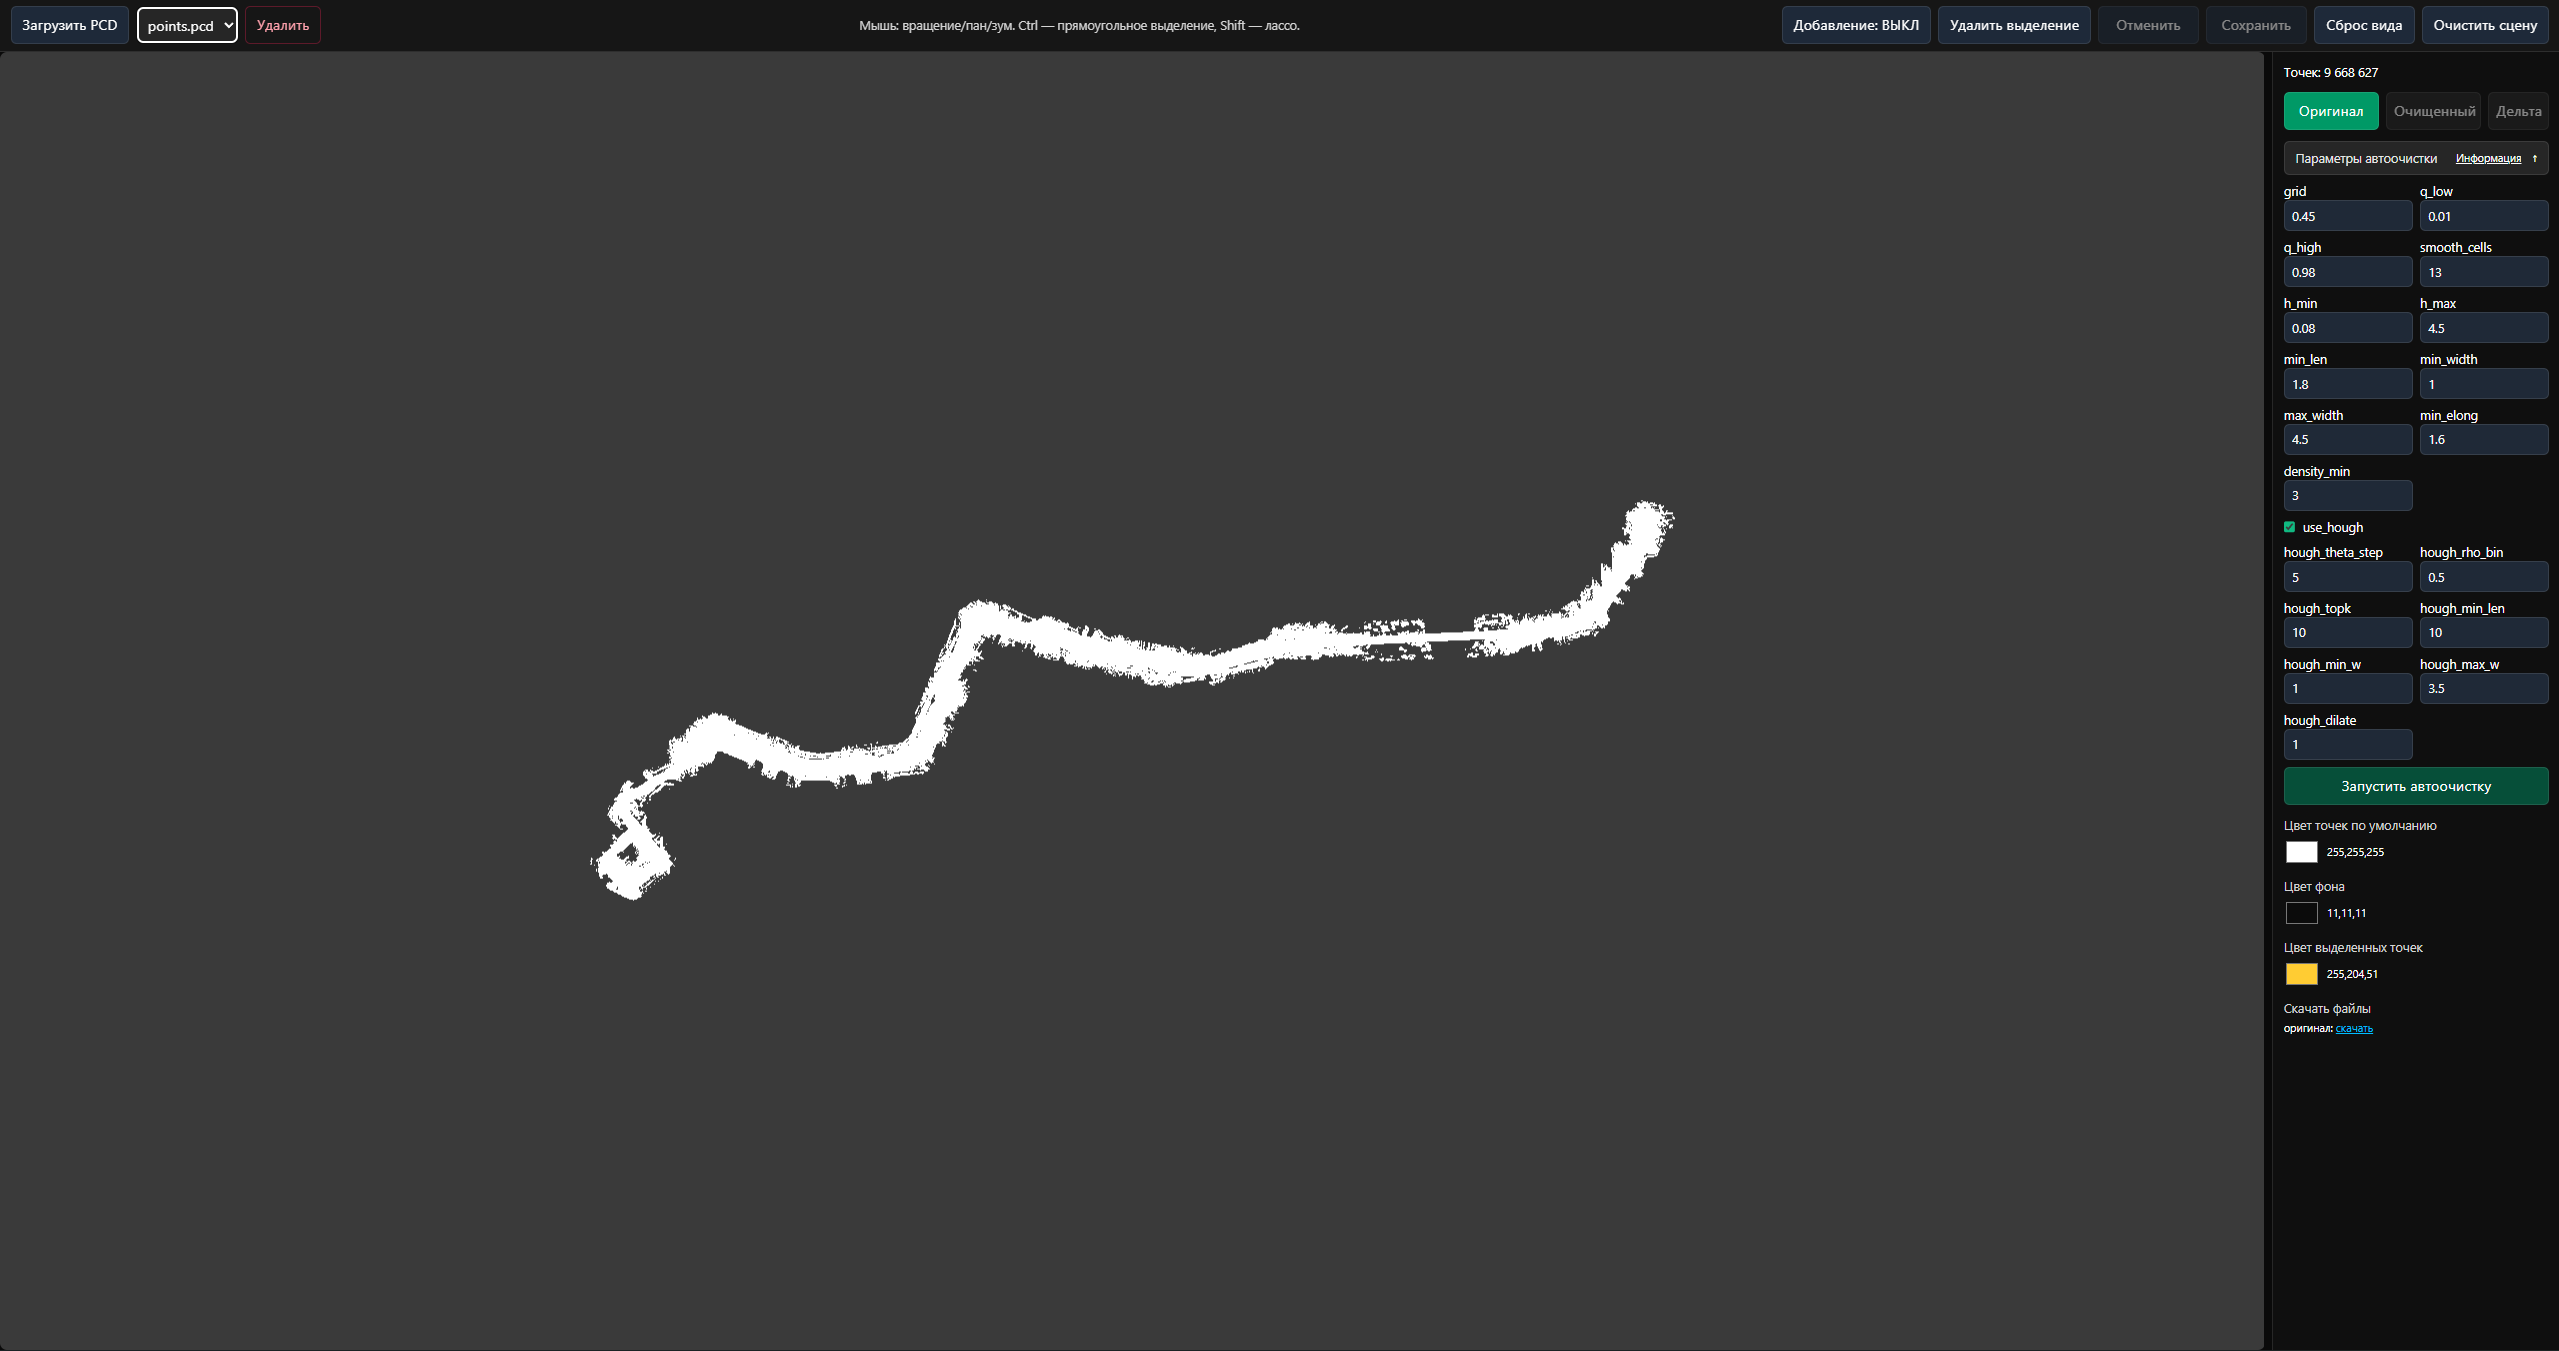 Загрузить PCD points.pcd Удалить Мышь: вращение/пан/зум. Ctrl — прямоугольное выделение, Shift — лассо. Добавление: ВЫКЛ Удалить выделение Отменить Сохранить Сброс вида Очистить сцену
Точек: 9 668 627
Оригинал Очищенный Дельта
Параметры автоочистки Информация ↑
grid q_low
0.45 0.01
q_high smooth_cells
0.98 13
h_min h_max
0.08 4.5
min_len min_width
1.8 1
max_width min_elong
4.5 1.6
density_min
3
use_hough
hough_theta_step hough_rho_bin
5 0.5
hough_topk hough_min_len
10 10
hough_min_w hough_max_w
1 3.5
hough_dilate
1
Запустить автоочистку
Цвет точек по умолчанию
255,255,255
Цвет фона
11,11,11
Цвет выделенных точек
255,204,51
Скачать файлы
оригинал: скачать